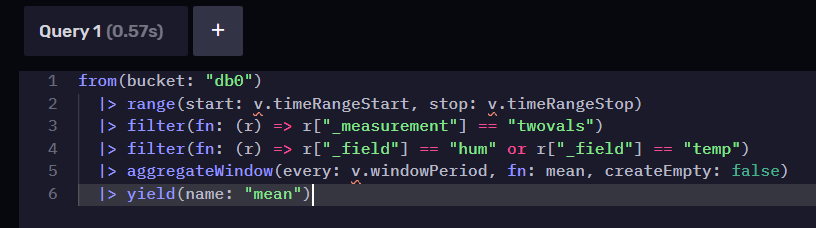 Query 1 (0.57s)
+
1 from(bucket: "db0")
2   |> range(start: v.timeRangeStart, stop: v.timeRangeStop)
3   |> filter(fn: (r) => r["_measurement"] == "twovals")
4   |> filter(fn: (r) => r["_field"] == "hum" or r["_field"] == "temp")
5   |> aggregateWindow(every: v.windowPeriod, fn: mean, createEmpty: false)
6   |> yield(name: "mean")